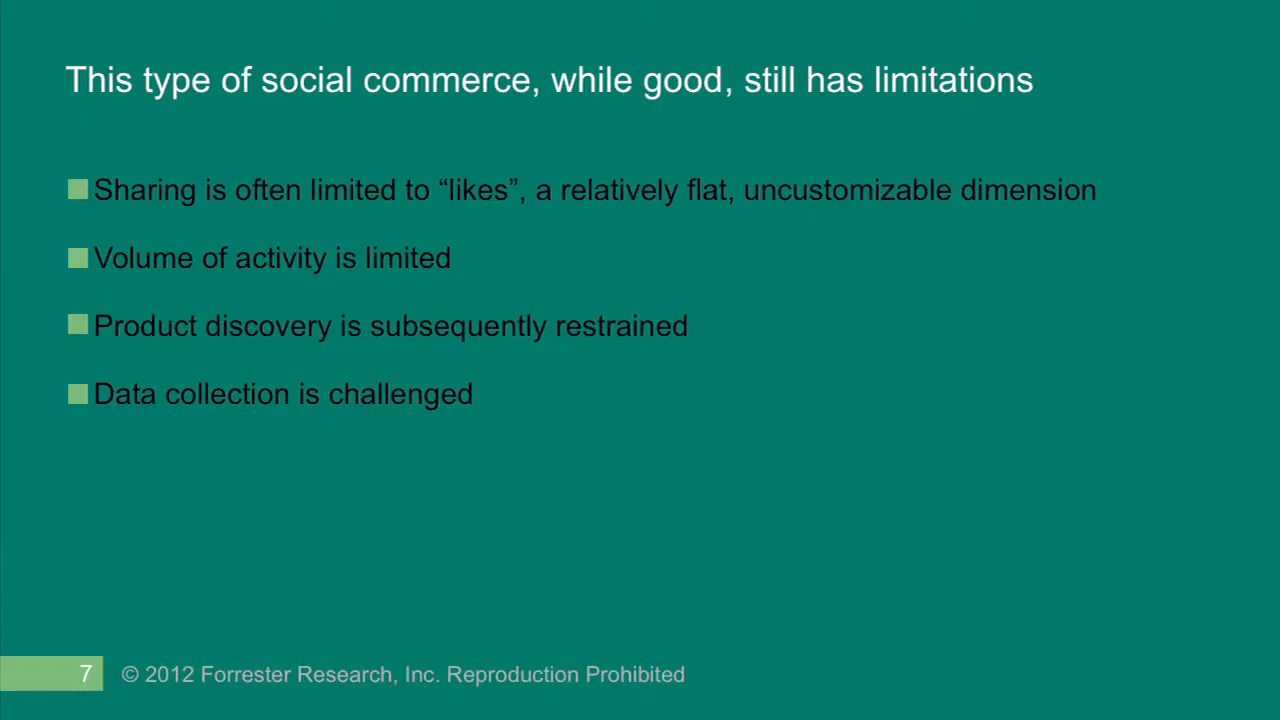 This type of social commerce, while good, still has limitations
Sharing is often limited to “likes”, a relatively flat, uncustomizable dimension
Volume of activity is limited
Product discovery is subsequently restrained
Data collection is challenged
7 © 2012 Forrester Research, Inc. Reproduction Prohibited